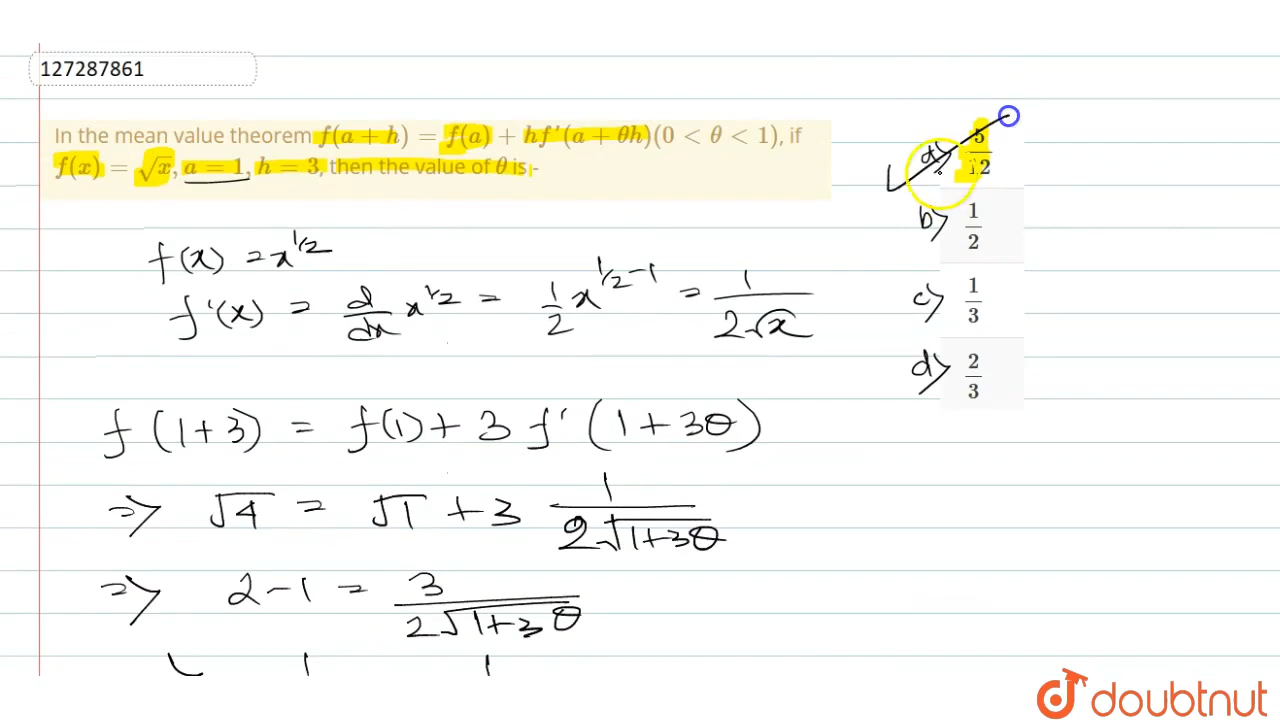 127287861
In the mean value theorem f(a + h) = f(a) + hf'(a + θh)(0 < θ < 1), if
f(x) = √x, a = 1, h = 3, then the value of θ is :-
a) 5/12
b) 1/2
c) 1/3
d) 2/3
f(x) = x^1/2
f'(x) = d/dx x^1/2 = 1/2 x^1/2-1 = 1/2√x
f(1+3) = f(1) + 3 f'(1+3θ)
=> √4 = √1 + 3 1/2√1+3θ
=> 2-1 = 3/2√1+3θ
doubtnut